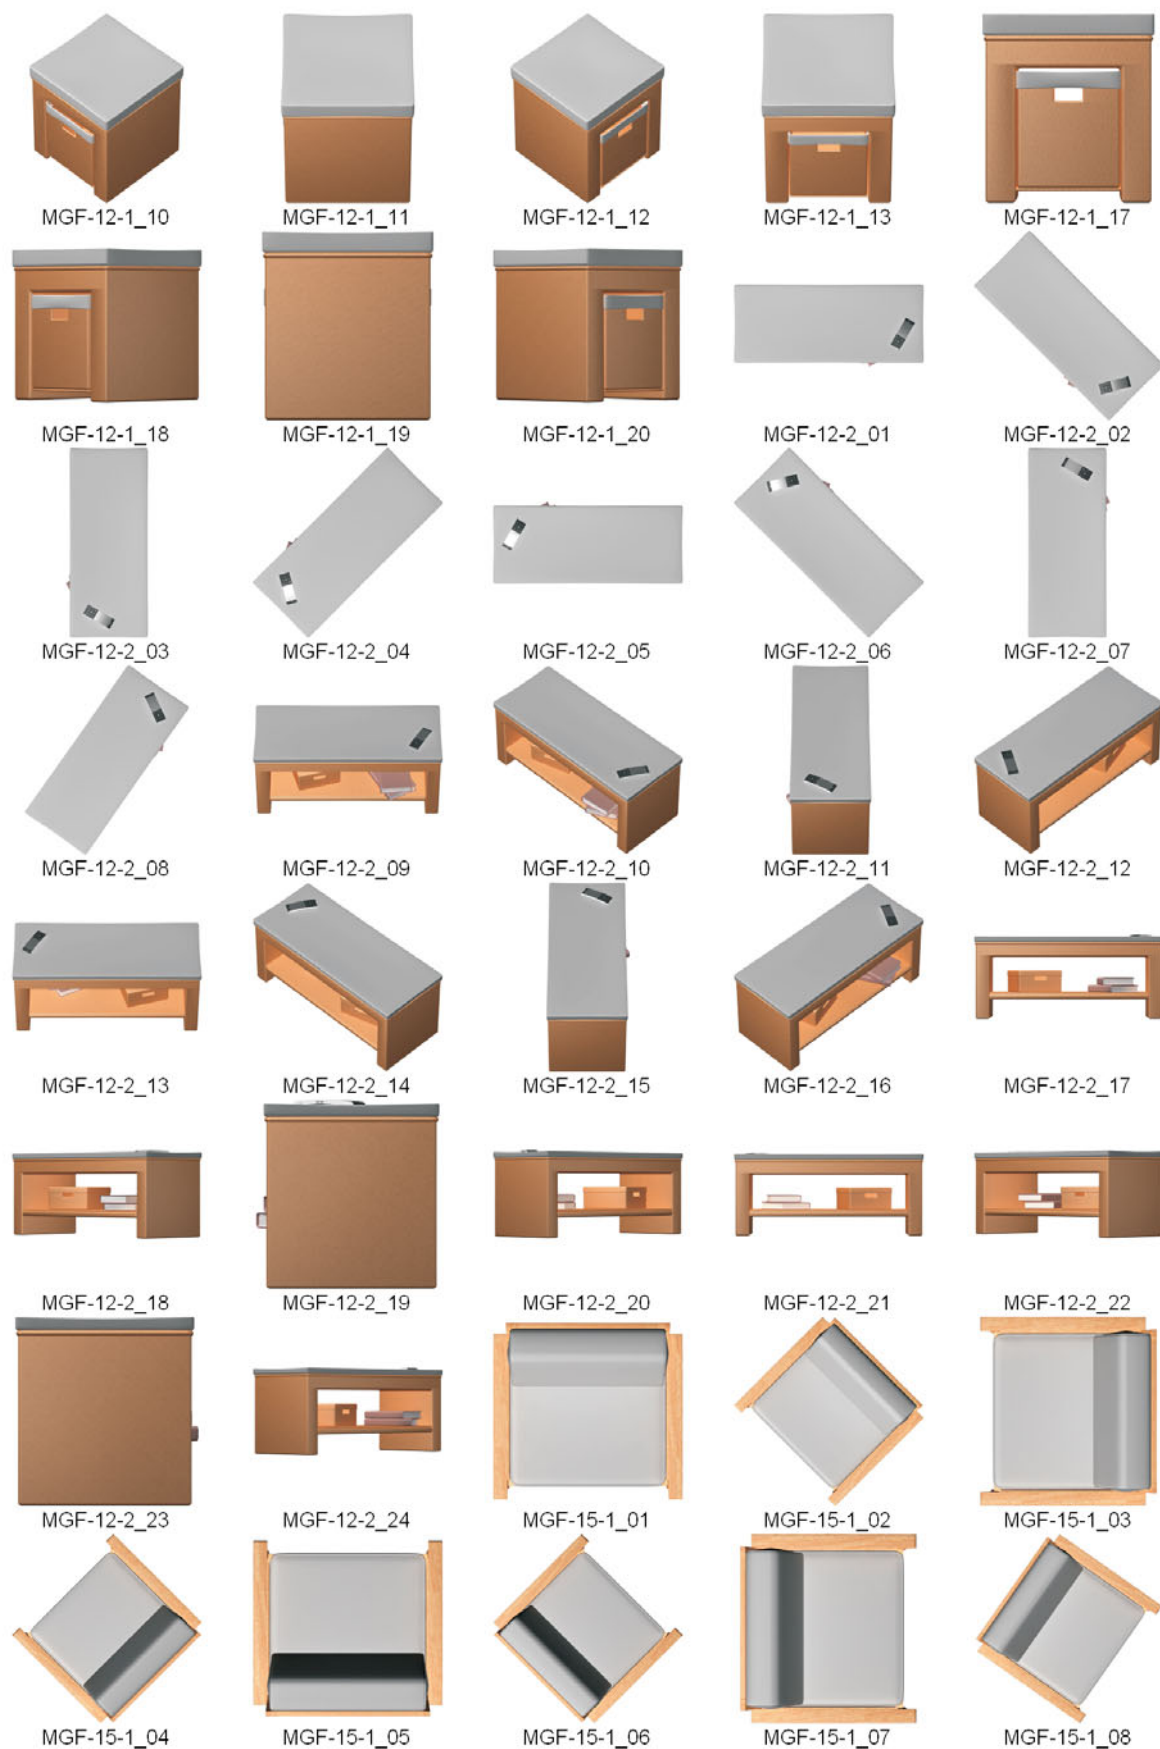 MGF-12-1_10 MGF-12-1_11 MGF-12-1_12 MGF-12-1_13 MGF-12-1_17
MGF-12-1_18 MGF-12-1_19 MGF-12-1_20 MGF-12-2_01 MGF-12-2_02
MGF-12-2_03 MGF-12-2_04 MGF-12-2_05 MGF-12-2_06 MGF-12-2_07
MGF-12-2_08 MGF-12-2_09 MGF-12-2_10 MGF-12-2_11 MGF-12-2_12
MGF-12-2_13 MGF-12-2_14 MGF-12-2_15 MGF-12-2_16 MGF-12-2_17
MGF-12-2_18 MGF-12-2_19 MGF-12-2_20 MGF-12-2_21 MGF-12-2_22
MGF-12-2_23 MGF-12-2_24 MGF-15-1_01 MGF-15-1_02 MGF-15-1_03
MGF-15-1_04 MGF-15-1_05 MGF-15-1_06 MGF-15-1_07 MGF-15-1_08